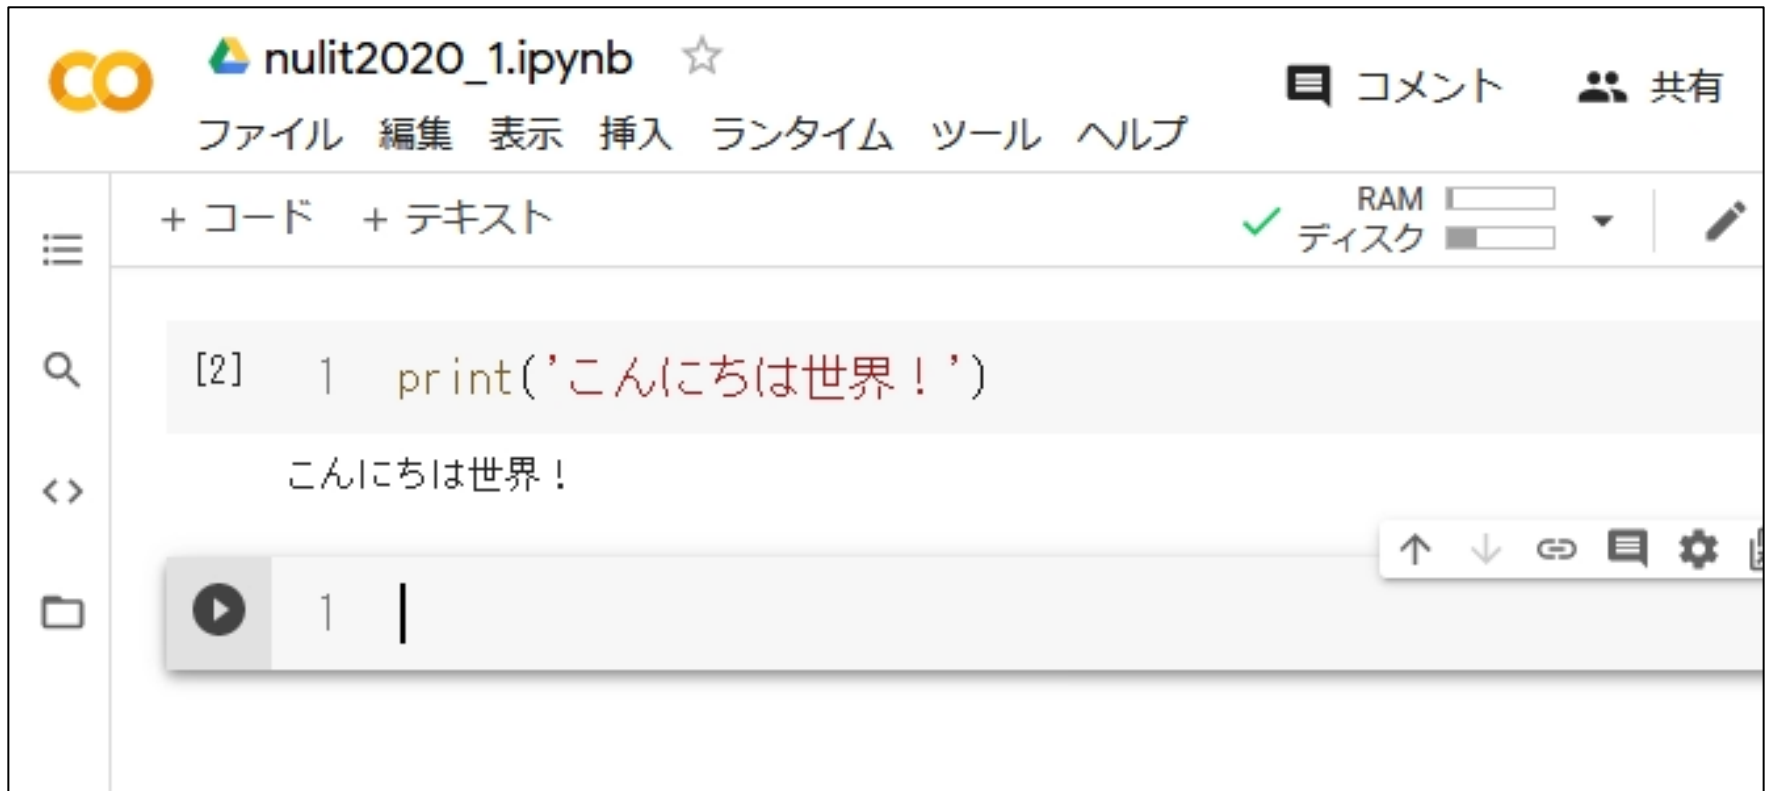 nulit2020_1.ipynb
コメント 共有
ファイル 編集 表示 挿入 ランタイム ツール ヘルプ
+ コード + テキスト
RAM
ディスク
[2] 1 print('こんにちは世界！')
こんにちは世界！
1